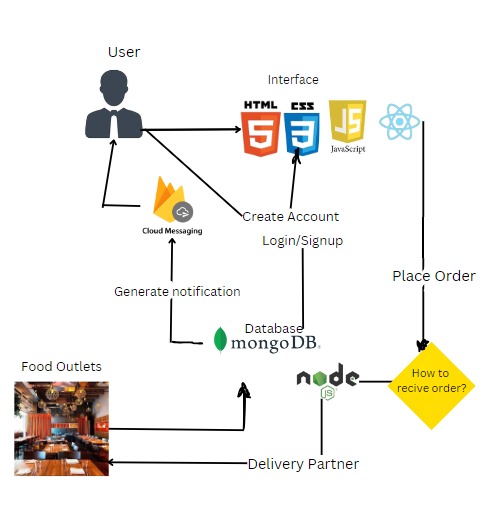 User
Interface
HTML
CSS
JS
JavaScript
5
3
Cloud Messaging
Create Account
Login/Signup
Place Order
Generate notification
Database
mongoDB®
Food Outlets
node
JS
How to
recive order?
Delivery Partner